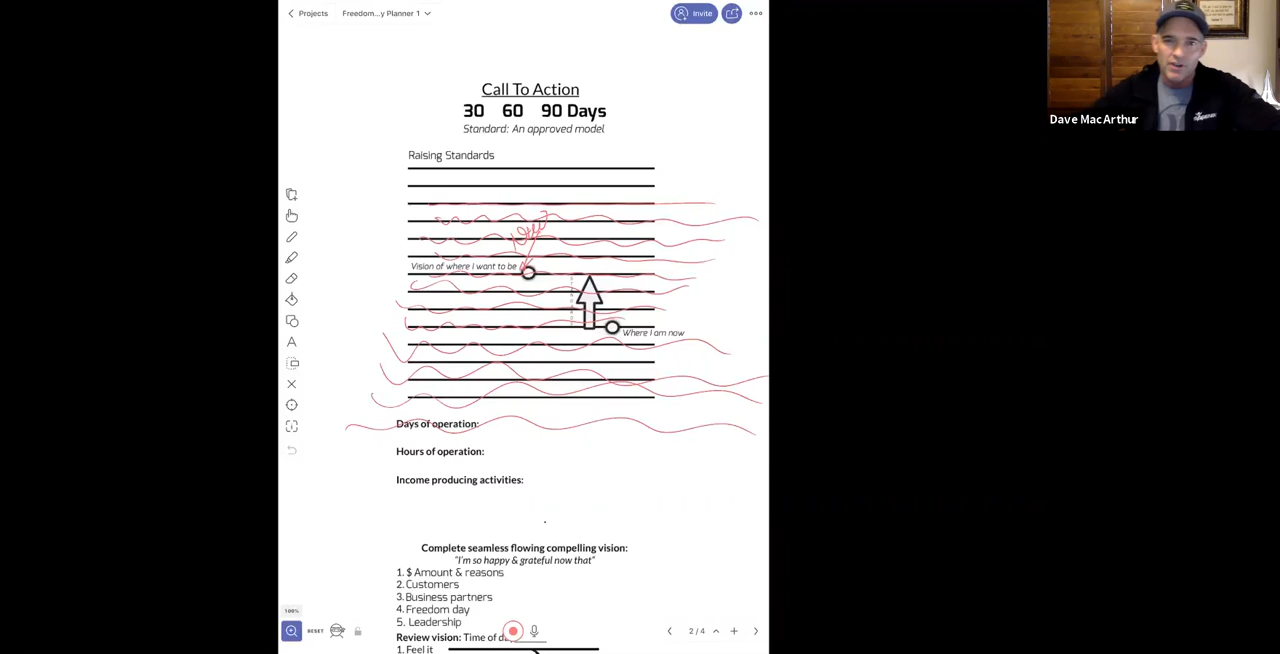 Projects
Freedom...y Planner 1
Invite
Call To Action
30 60 90 Days
Standard: An approved model
Raising Standards
Vision of where I want to be
Where I am now
Days of operation:
Hours of operation:
Income producing activities:
Complete seamless flowing compelling vision:
"I'm so happy & grateful now that"
1. $ Amount & reasons
2. Customers
3. Business partners
4. Freedom day
5. Leadership
Review vision: Time of
1. Feel it
100%
RESET
2 / 4
Dave MacArthur